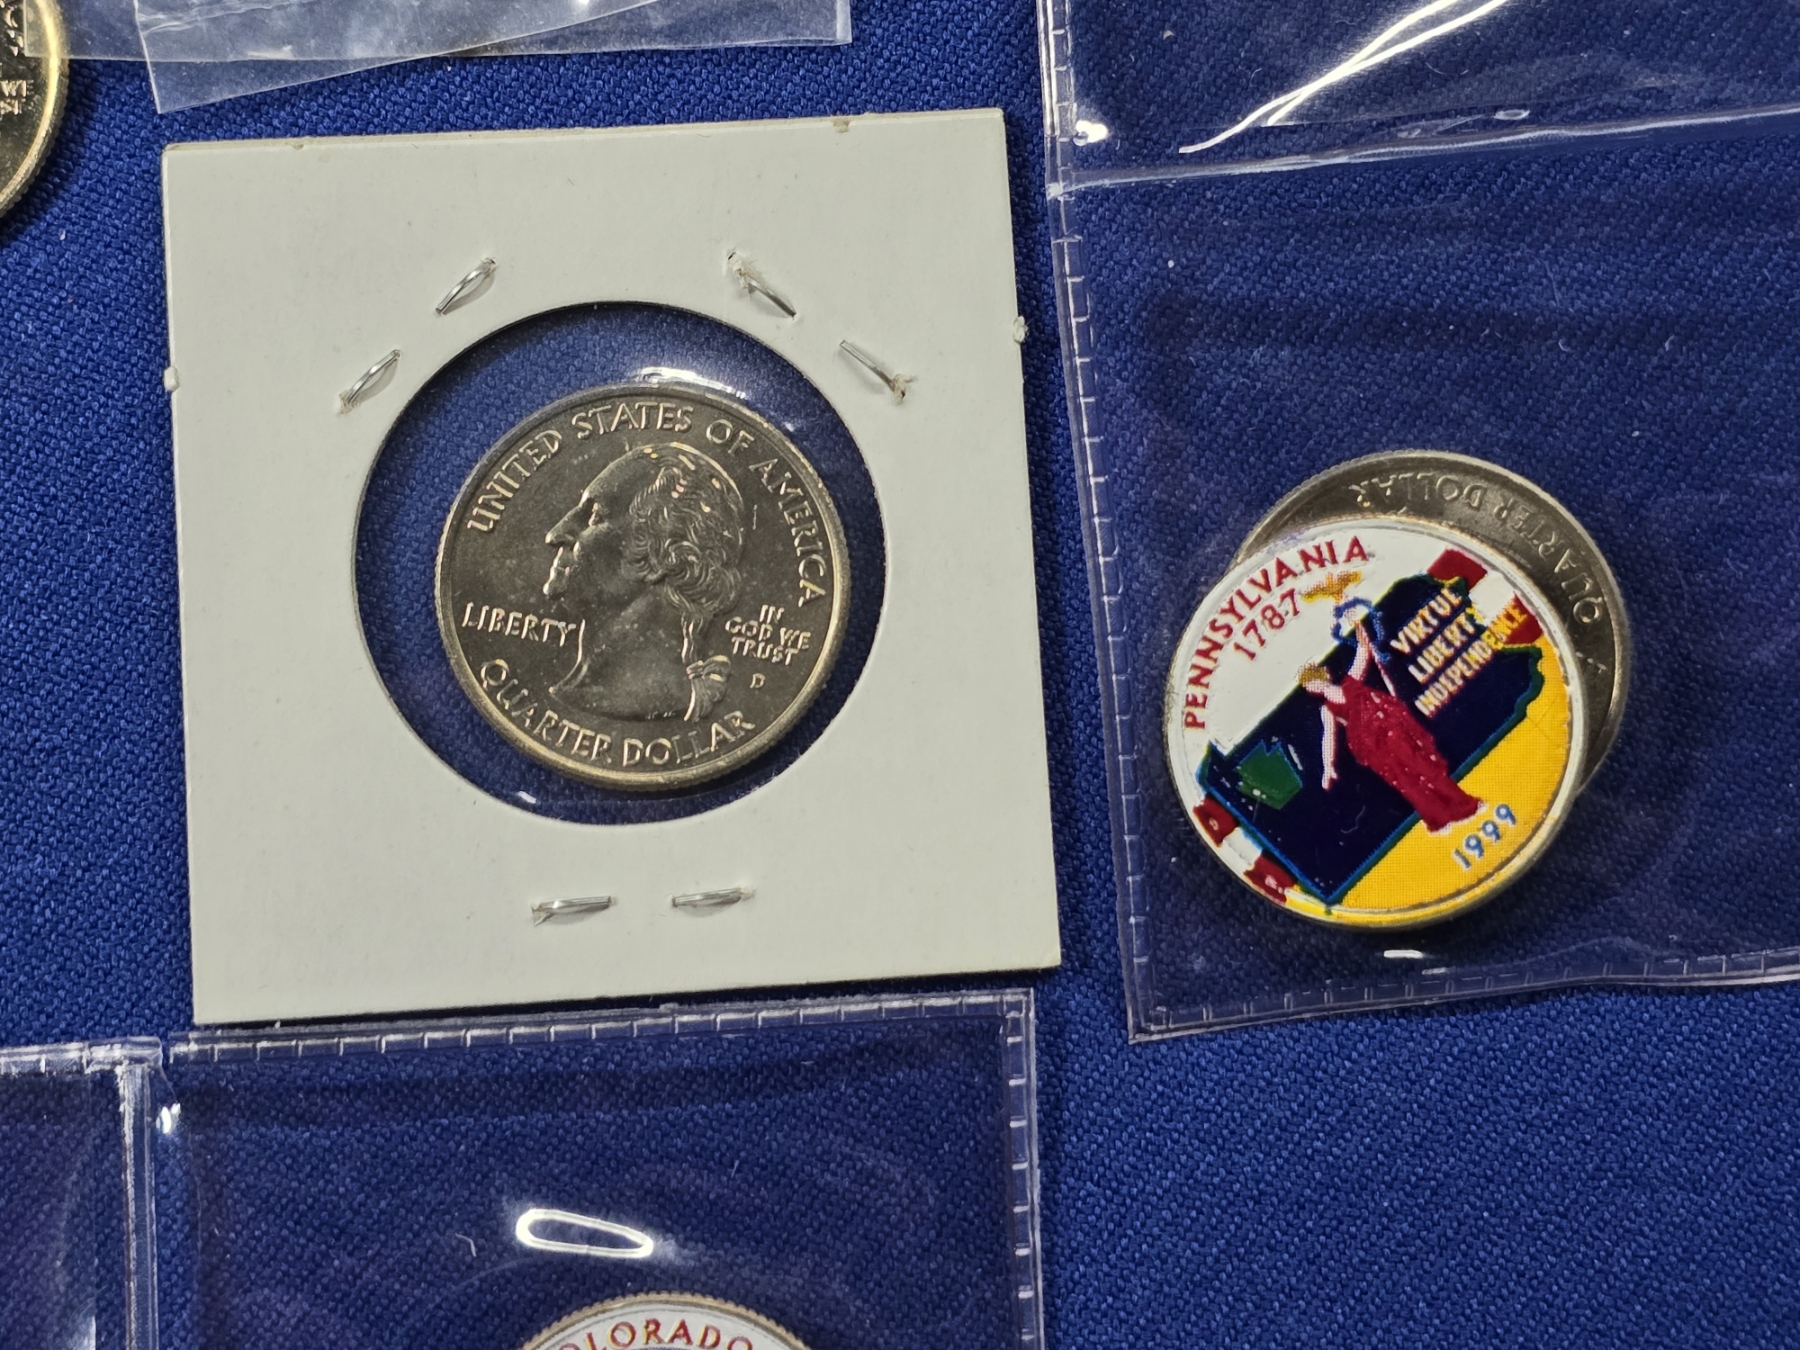 UNITED STATES OF AMERICA
LIBERTY
IN
GOD WE
TRUST
D
QUARTER DOLLAR
QUARTER DOLLAR
PENNSYLVANIA
1787
VIRTUE
LIBERTY
INDEPENDENCE
1999
OLORADO